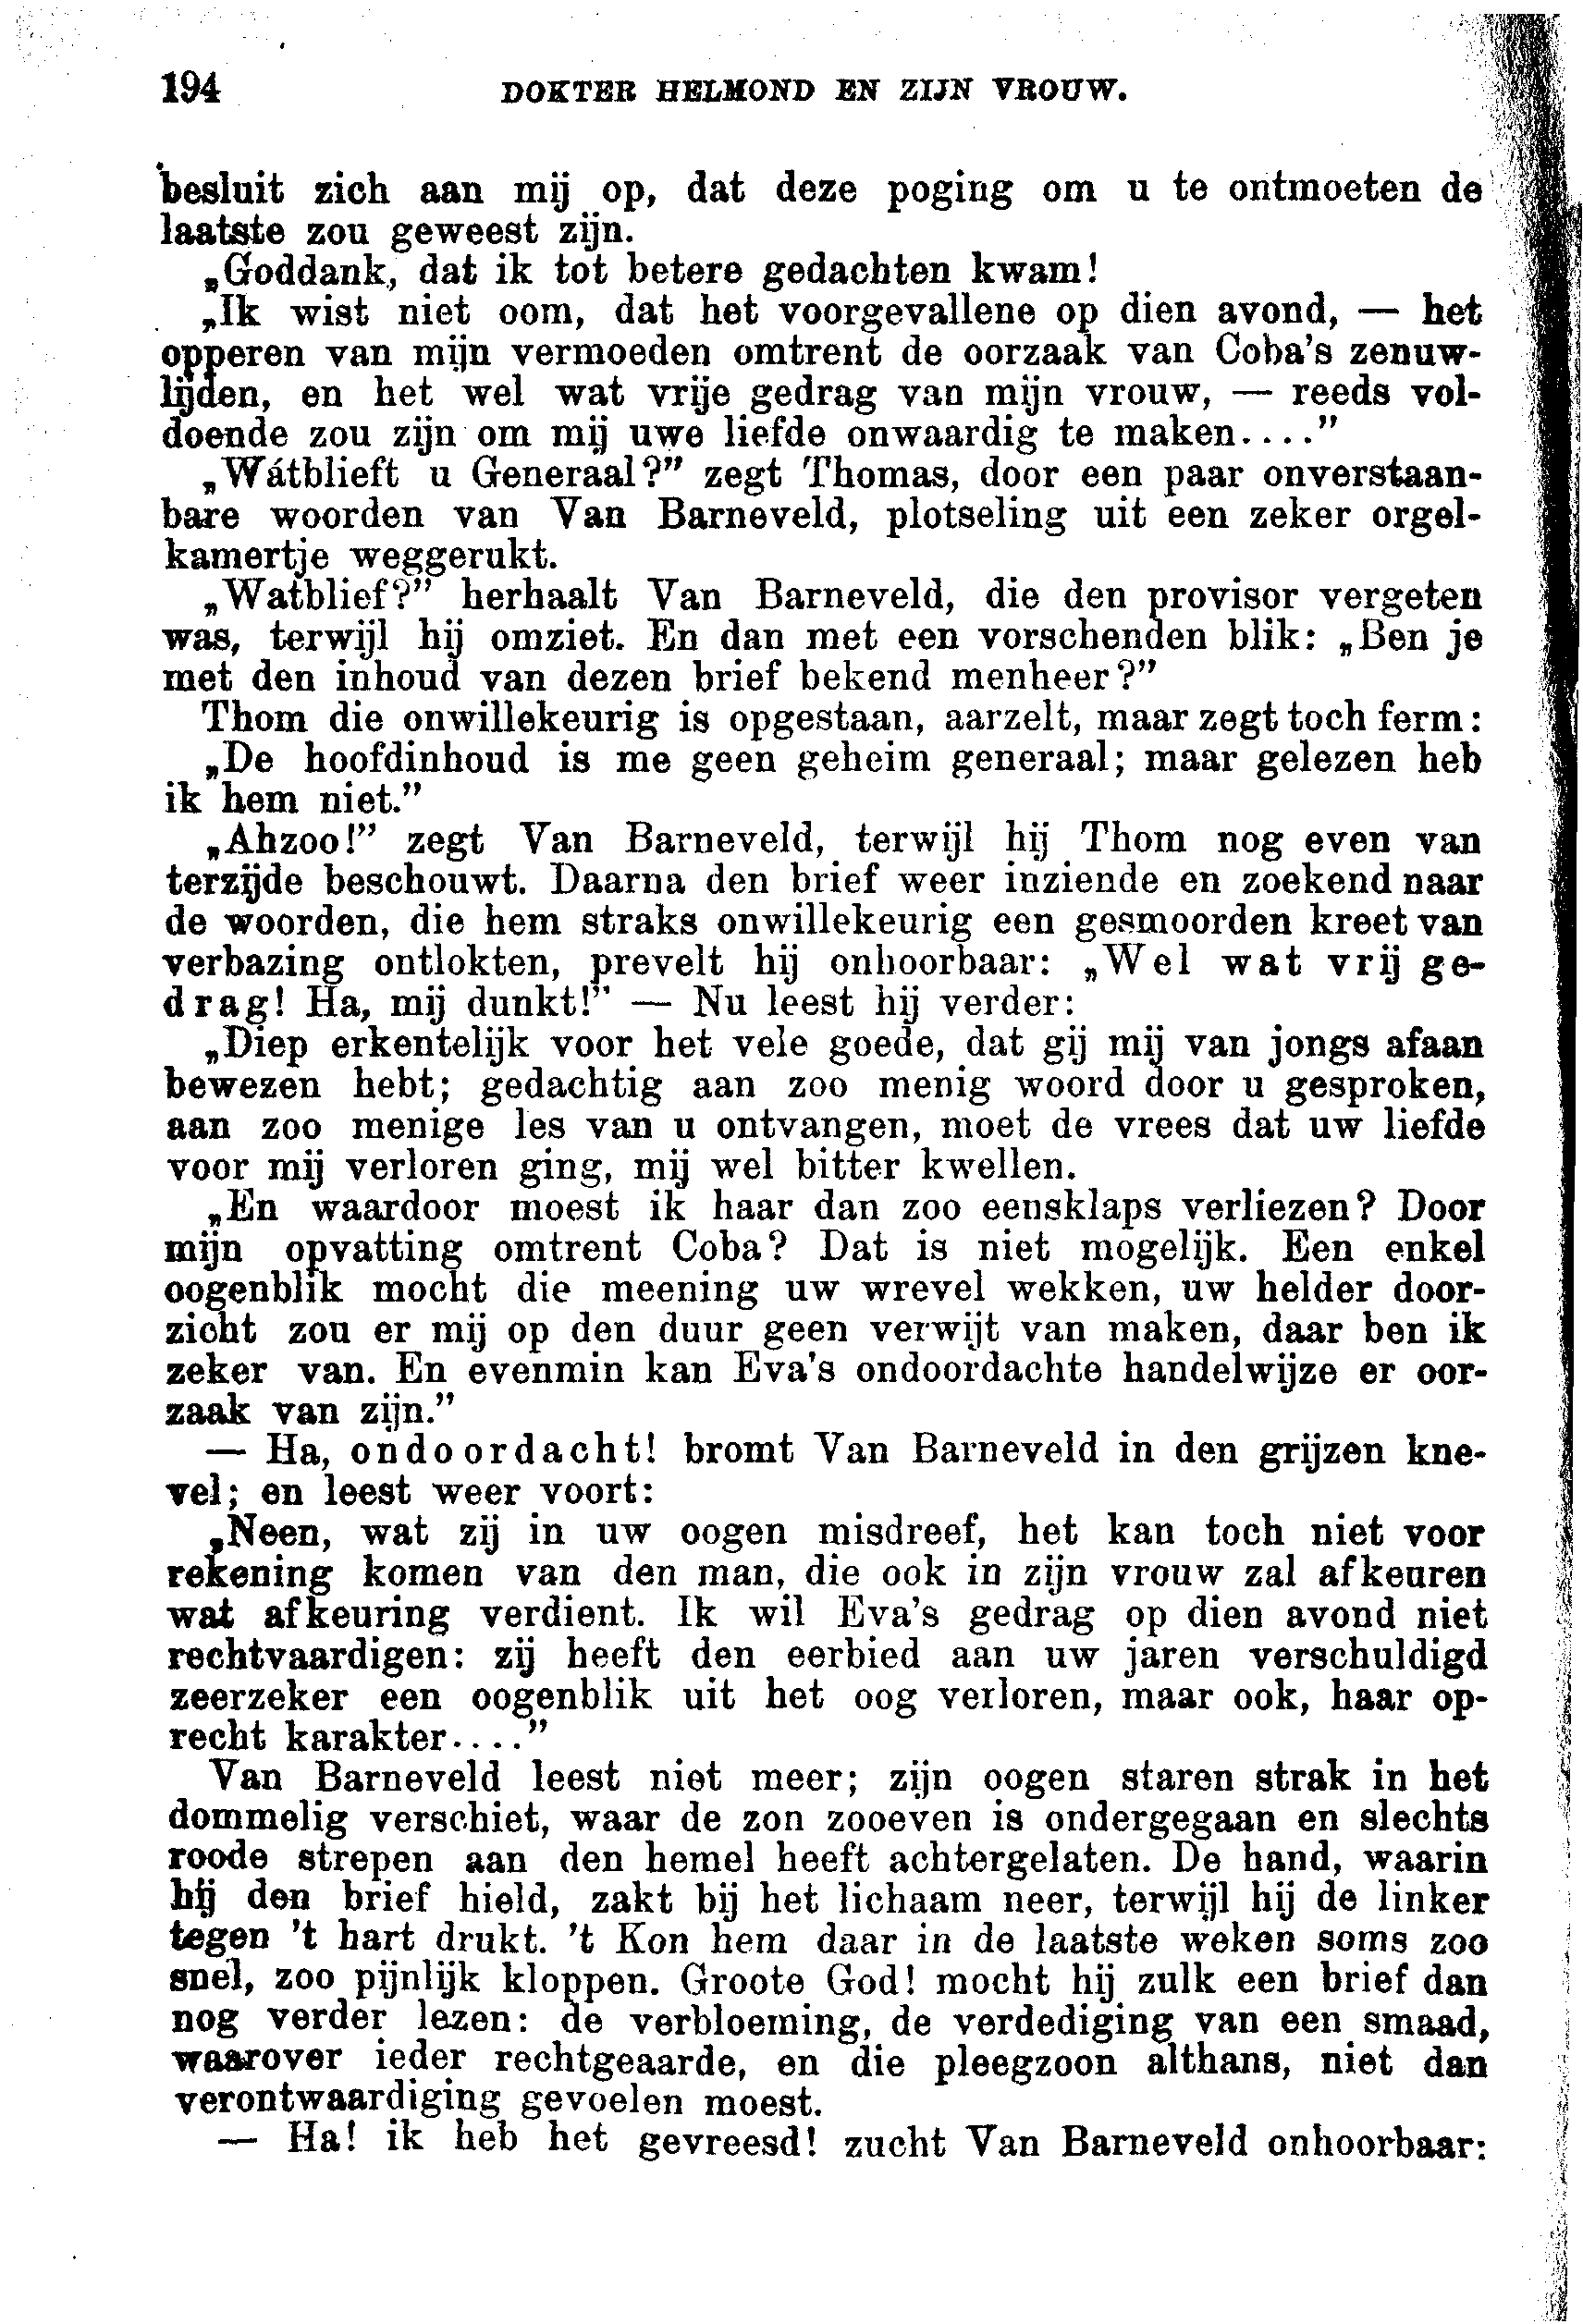 194 DOKTER HELMOND EN ZIJN VROUW.
besluit zich aan mij op, dat deze poging om u te ontmoeten de
laatste zou geweest zijn.
„Goddank, dat ik tot betere gedachten kwam!
„Ik wist niet oom, dat het voorgevallene op dien avond, — het
opperen van mijn vermoeden omtrent de oorzaak van Coba's zenuw-
lijden, en het wel wat vrije gedrag van mijn vrouw, — reeds vol-
doende zou zijn om mij uwe liefde onwaardig te maken....”
„Wátblieft u Generaal?” zegt Thomas, door een paar onverstaan-
bare woorden van Van Barneveld, plotseling uit een zeker orgel-
kamertje weggerukt.
„Watblief?” herhaalt Van Barneveld, die den provisor vergeten
was, terwijl hij omziet. En dan met een vorschenden blik: „Ben je
met den inhoud van dezen brief bekend menheer?”
Thom die onwillekeurig is opgestaan, aarzelt, maar zegt toch ferm:
„De hoofdinhoud is me geen geheim generaal; maar gelezen heb
ik hem niet.”
„Ahzoo!” zegt Van Barneveld, terwijl hij Thom nog even van
terzijde beschouwt. Daarna den brief weer inziende en zoekend naar
de woorden, die hem straks onwillekeurig een gesmoorden kreet van
verbazing ontlokten, prevelt hij onhoorbaar: „Wel wat vrij ge-
drag! Ha, mij dunkt!” — Nu leest hij verder:
„Diep erkentelijk voor het vele goede, dat gij mij van jongs afaan
bewezen hebt; gedachtig aan zoo menig woord door u gesproken,
aan zoo menige les van u ontvangen, moet de vrees dat uw liefde
voor mij verloren ging, mij wel bitter kwellen.
„En waardoor moest ik haar dan zoo eensklaps verliezen? Door
mijn opvatting omtrent Coba? Dat is niet mogelijk. Een enkel
oogenblik mocht die meening uw wrevel wekken, uw helder door-
zicht zou er mij op den duur geen verwijt van maken, daar ben ik
zeker van. En evenmin kan Eva's ondoordachte handelwijze er oor-
zaak van zijn.”
— Ha, ondoordacht! bromt Van Barneveld in den grijzen kne-
vel; en leest weer voort:
„Neen, wat zij in uw oogen misdreef, het kan toch niet voor
rekening komen van den man, die ook in zijn vrouw zal afkeuren
wat afkeuring verdient. Ik wil Eva's gedrag op dien avond niet
rechtvaardigen: zij heeft den eerbied aan uw jaren verschuldigd
zeerzeker een oogenblik uit het oog verloren, maar ook, haar op-
recht karakter....”
Van Barneveld leest niet meer; zijn oogen staren strak in het
dommelig verschiet, waar de zon zooeven is ondergegaan en slechts
roode strepen aan den hemel heeft achtergelaten. De hand, waarin
hij den brief hield, zakt bij het lichaam neer, terwijl hij de linker
tegen 't hart drukt. 't Kon hem daar in de laatste weken soms zoo
snel, zoo pijnlijk kloppen. Groote God! mocht hij zulk een brief dan
nog verder lezen: de verbloeming, de verdediging van een smaad,
waarover ieder rechtgeaarde, en die pleegzoon althans, niet dan
verontwaardiging gevoelen moest.
— Ha! ik heb het gevreesd! zucht Van Barneveld onhoorbaar: